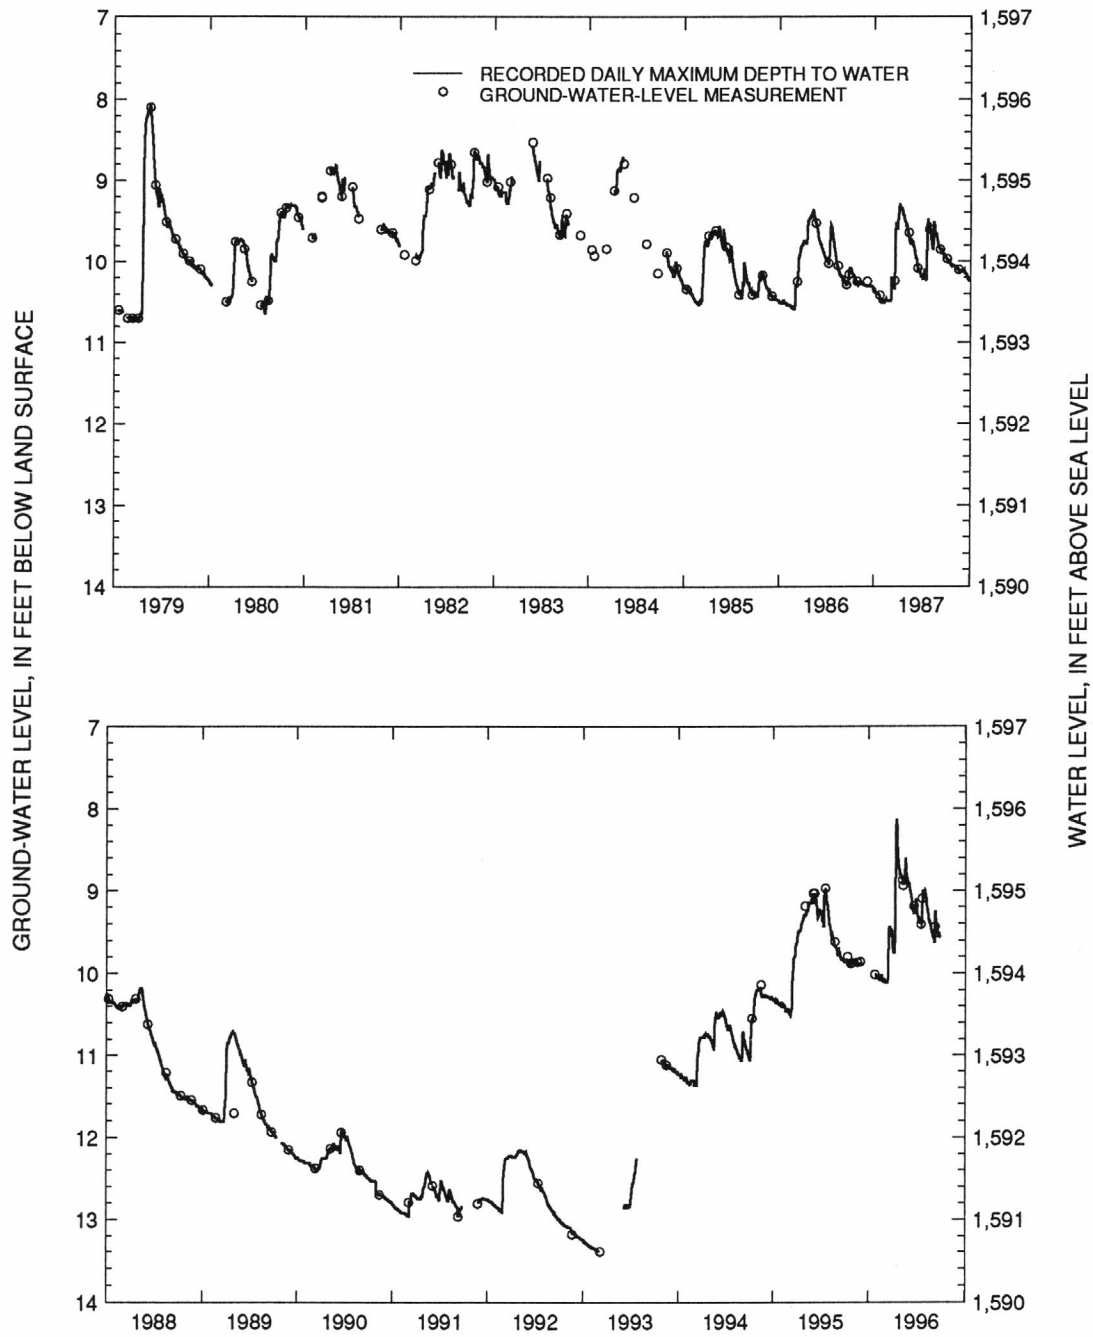 GROUND-WATER LEVEL, IN FEET BELOW LAND SURFACE
WATER LEVEL, IN FEET ABOVE SEA LEVEL
RECORDED DAILY MAXIMUM DEPTH TO WATER
GROUND-WATER-LEVEL MEASUREMENT
7 1,597
8 1,596
9 1,595
10 1,594
11 1,593
12 1,592
13 1,591
14 1,590
1979 1980 1981 1982 1983 1984 1985 1986 1987
7 1,597
8 1,596
9 1,595
10 1,594
11 1,593
12 1,592
13 1,591
14 1,590
1988 1989 1990 1991 1992 1993 1994 1995 1996